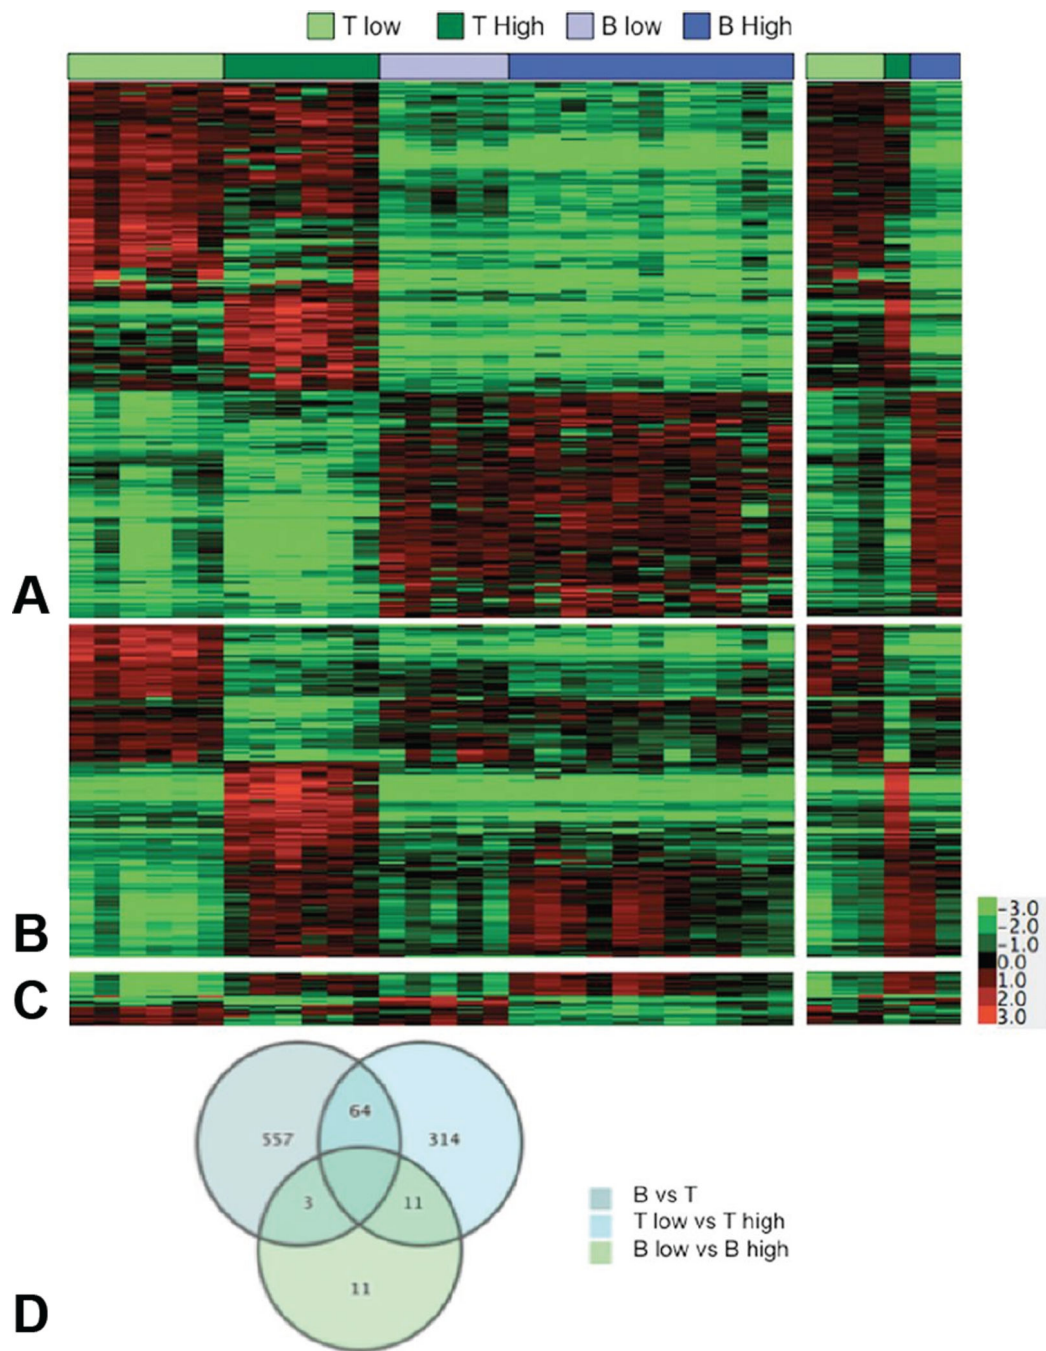 T low T High B low B High
A
B
C
-3.0
-2.0
-1.0
0.0
1.0
2.0
3.0
557 64 314
3 11
11
B vs T
T low vs T high
B low vs B high
D